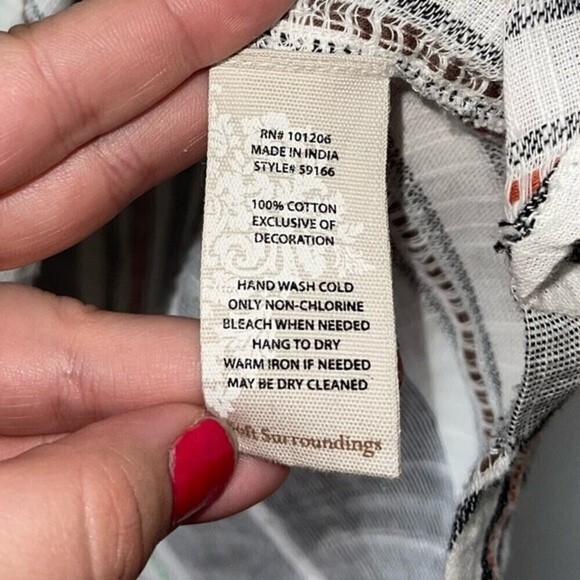 RN# 101206
MADE IN INDIA
STYLE# 59166
100% COTTON
EXCLUSIVE OF
DECORATION
HAND WASH COLD
ONLY NON-CHLORINE
BLEACH WHEN NEEDED
HANG TO DRY
WARM IRON IF NEEDED
MAY BE DRY CLEANED
Surroundings